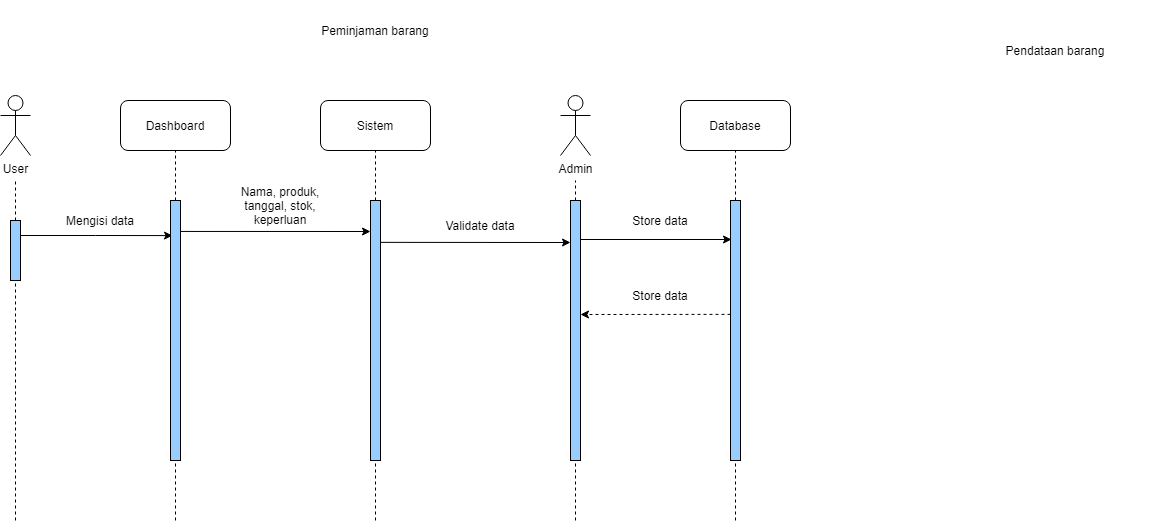 Peminjaman barang
Pendataan barang
Dashboard
Sistem
Database
User
Admin
Nama, produk,
tanggal, stok,
keperluan
Mengisi data
Validate data
Store data
Store data